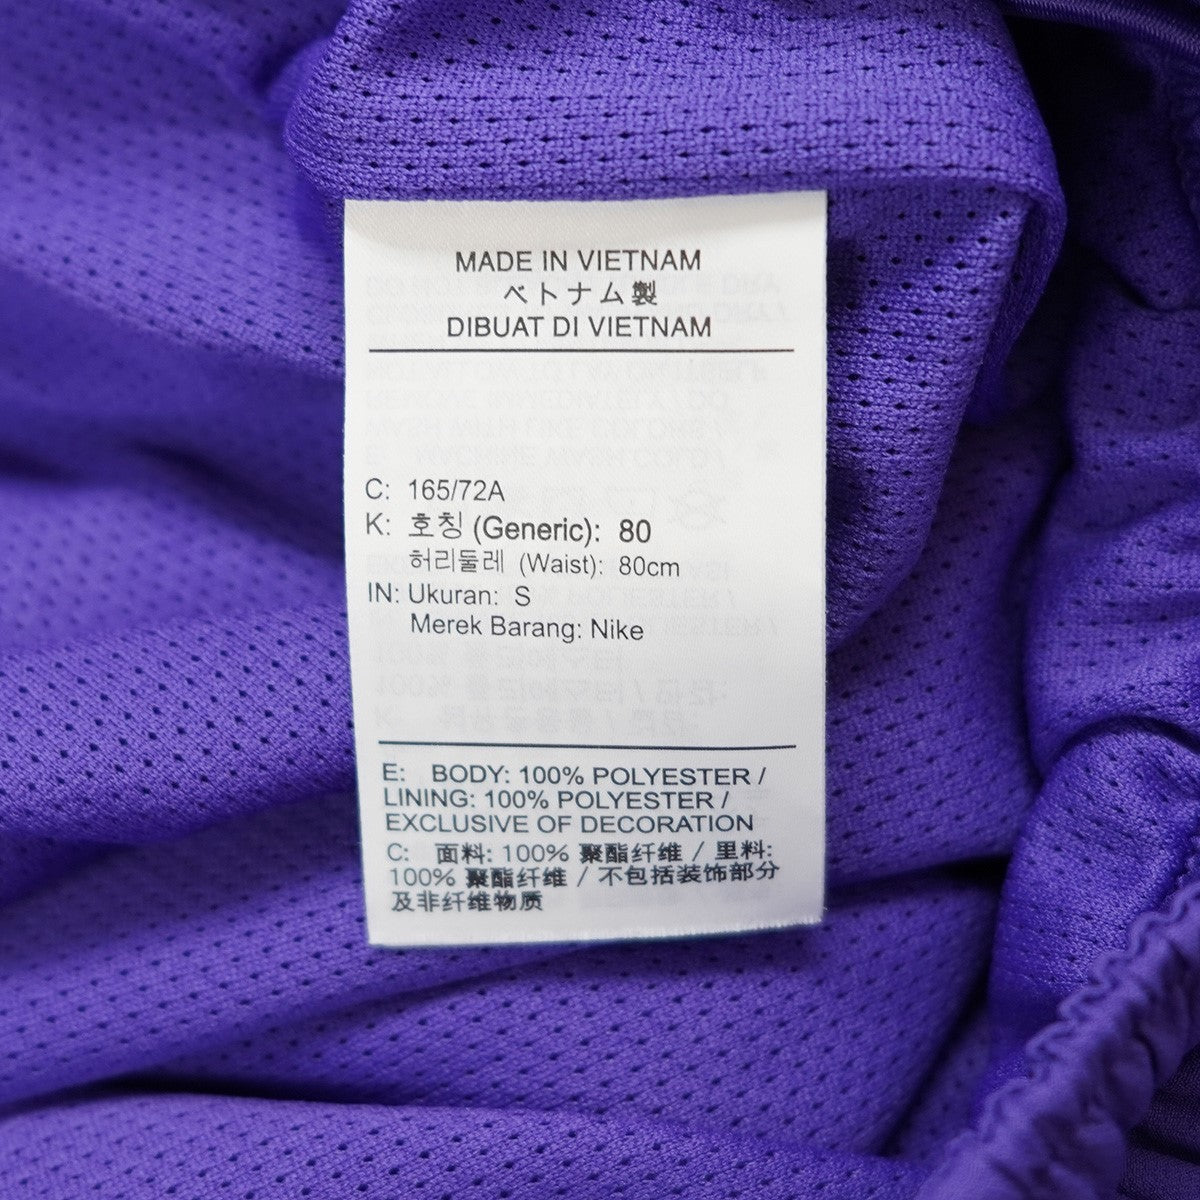 MADE IN VIETNAM
ベトナム製
DIBUAT DI VIETNAM
C: 165/72A
K: 호칭 (Generic): 80
허리둘레 (Waist): 80cm
IN: Ukuran: S
Merek Barang: Nike
E: BODY: 100% POLYESTER /
LINING: 100% POLYESTER /
EXCLUSIVE OF DECORATION
C: 面料: 100% 聚酯纤维 / 里料:
100% 聚酯纤维 / 不包括装饰部分
及非纤维物质